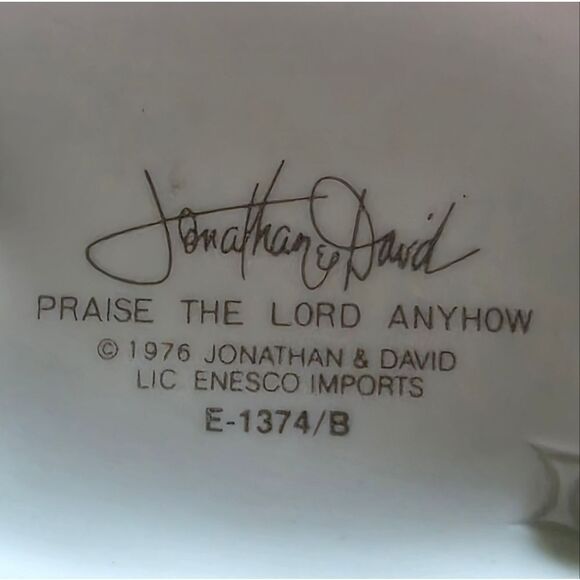 Jonathan & David
PRAISE THE LORD ANYHOW
© 1976 JONATHAN & DAVID
LIC ENESCO IMPORTS
E-1374/B